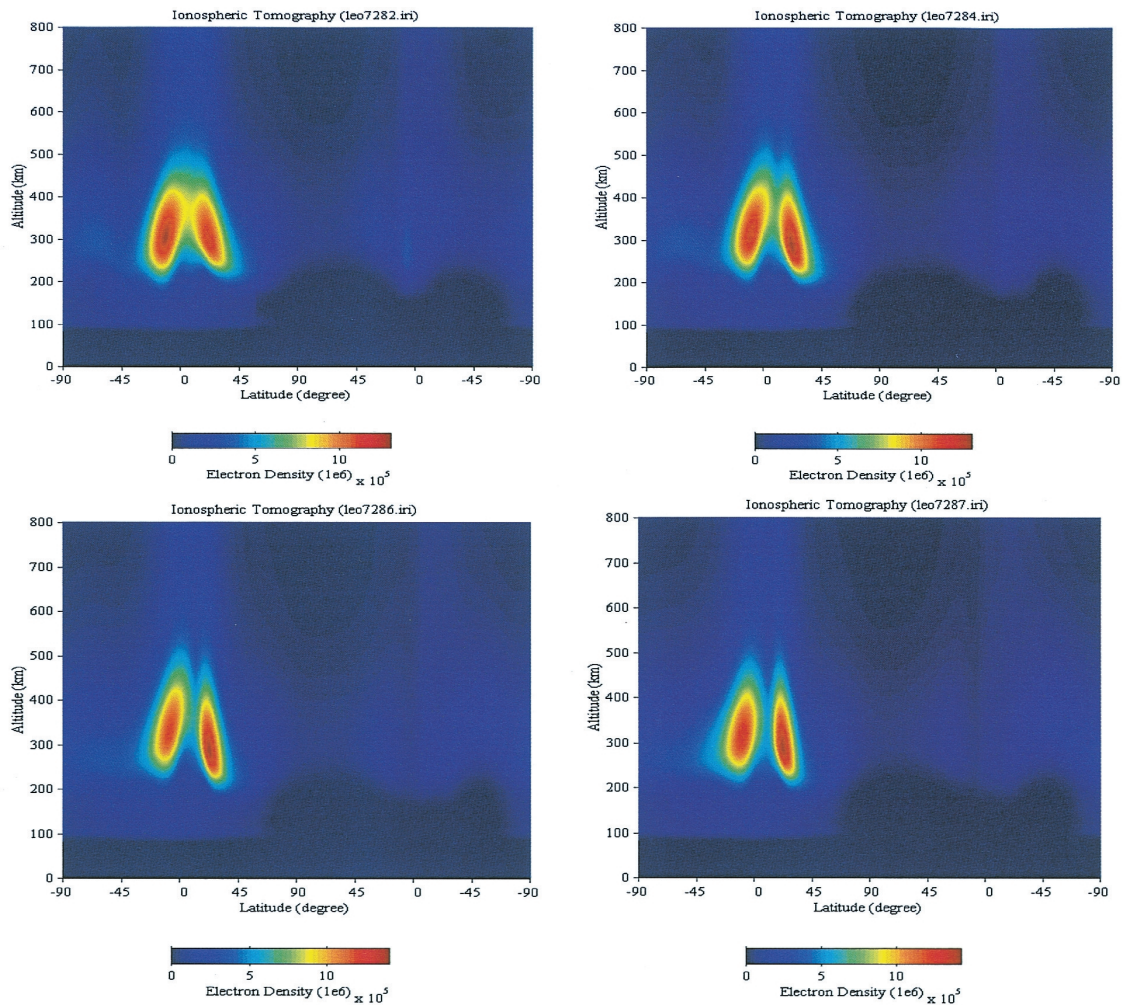 Ionospheric Tomography (leo7282.iri)
800
700
600
500
400
300
200
100
0
Altitude (km)
-90 -45 0 45 90 45 0 -45 -90
Latitude (degree)
0 5 10
Electron Density (1e6) x 10^5
Ionospheric Tomography (leo7284.iri)
800
700
600
500
400
300
200
100
0
Altitude (km)
-90 -45 0 45 90 45 0 -45 -90
Latitude (degree)
0 5 10
Electron Density (1e6) x 10^5
Ionospheric Tomography (leo7286.iri)
800
700
600
500
400
300
200
100
0
Altitude (km)
-90 -45 0 45 90 45 0 -45 -90
Latitude (degree)
0 5 10
Electron Density (1e6) x 10^5
Ionospheric Tomography (leo7287.iri)
800
700
600
500
400
300
200
100
0
Altitude (km)
-90 -45 0 45 90 45 0 -45 -90
Latitude (degree)
0 5 10
Electron Density (1e6) x 10^5